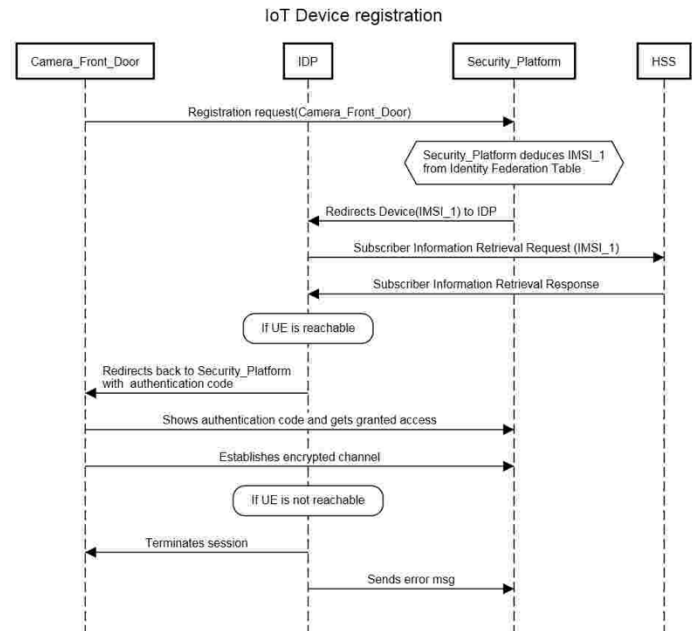 IoT Device registration
Camera_Front_Door
IDP
Security_Platform
HSS
Registration request(Camera_Front_Door)
Security_Platform deduces IMSI_1
from Identity Federation Table
Redirects Device(IMSI_1) to IDP
Subscriber Information Retrieval Request (IMSI_1)
Subscriber Information Retrieval Response
If UE is reachable
Redirects back to Security_Platform
with authentication code
Shows authentication code and gets granted access
Establishes encrypted channel
If UE is not reachable
Terminates session
Sends error msg